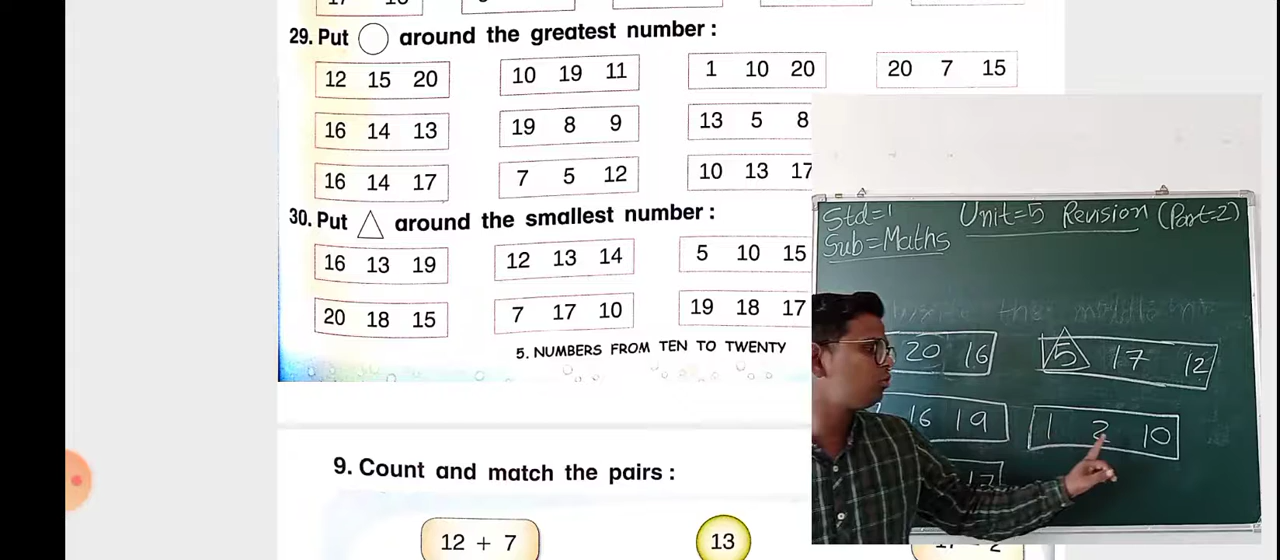 29. Put ◯ around the greatest number :
12 15 20
10 19 11
1 10 20
20 7 15
16 14 13
19 8 9
13 5 8
16 14 17
7 5 12
10 13 17
30. Put △ around the smallest number :
16 13 19
12 13 14
5 10 15
20 18 15
7 17 10
19 18 17
5. NUMBERS FROM TEN TO TWENTY
9. Count and match the pairs :
12 + 7
13
Std=1 Unit=5 Revision (Part=2)
Sub=Maths
20 16
5 17 12
16 19
1 2 10
17